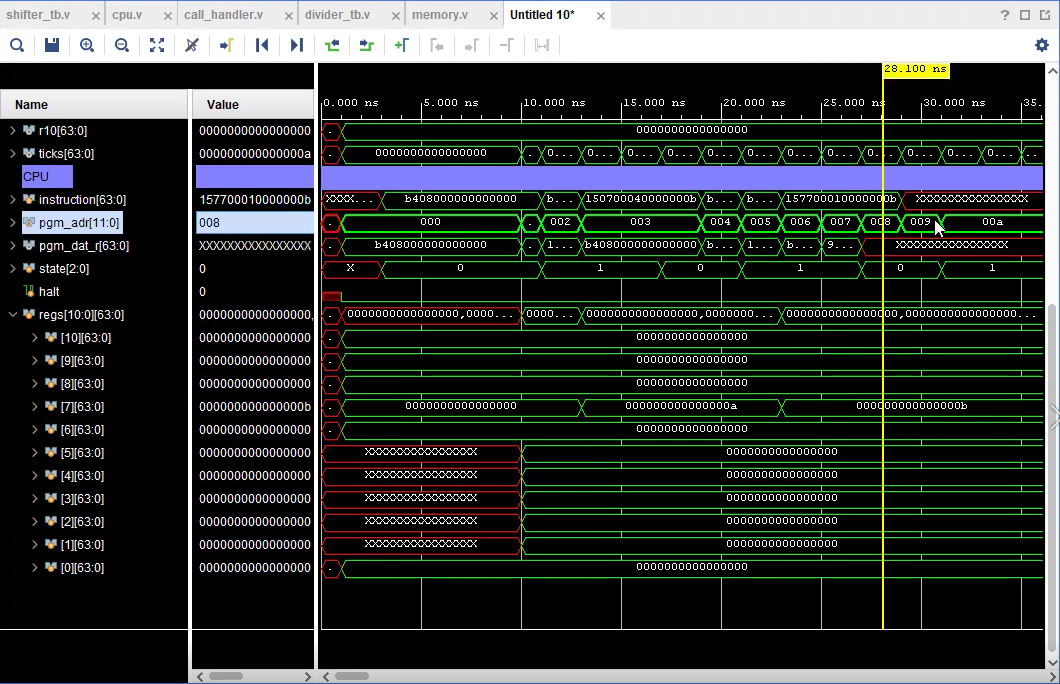 shifter_tb.v × cpu.v × call_handler.v × divider_tb.v × memory.v × Untitled 10* ×
28.100 ns
Name Value 0.000 ns 5.000 ns 10.000 ns 15.000 ns 20.000 ns 25.000 ns 30.000 ns 35.
r10[63:0] 0000000000000000 . 0000000000000000
ticks[63:0] 000000000000000a . 0000000000000000 . 0... 0... 0... 0... 0... 0... 0... 0... 0... 0... 0... 0... 0..
CPU
instruction[63:0] 157700010000000b XXXX... b408000000000000 b... 150700040000000b b... b... 157700010000000b XXXXXXXXXXXXXXXX
pgm_adr[11:0] 008 . 000 . 002 003 004 005 006 007 008 009 00a
pgm_dat_r[63:0] XXXXXXXXXXXXXXXX . b408000000000000 . 1... b408000000000000 b... 1... b... 9... XXXXXXXXXXXXXXXX
state[2:0] 0 X 0 1 0 1 0 1
halt 0
regs[10:0][63:0] 0000000000000000, . 0000000000000000,0000... 0000... 0000000000000000,0000000... 0000000000000000,0000000000000000...
[10][63:0] 0000000000000000 . 0000000000000000
[9][63:0] 0000000000000000 . 0000000000000000
[8][63:0] 0000000000000000 . 0000000000000000
[7][63:0] 000000000000000b . 0000000000000000 000000000000000a 000000000000000b
[6][63:0] 0000000000000000 . 0000000000000000
[5][63:0] 0000000000000000 XXXXXXXXXXXXXXXX 0000000000000000
[4][63:0] 0000000000000000 XXXXXXXXXXXXXXXX 0000000000000000
[3][63:0] 0000000000000000 XXXXXXXXXXXXXXXX 0000000000000000
[2][63:0] 0000000000000000 XXXXXXXXXXXXXXXX 0000000000000000
[1][63:0] 0000000000000000 XXXXXXXXXXXXXXXX 0000000000000000
[0][63:0] 0000000000000000 . 0000000000000000